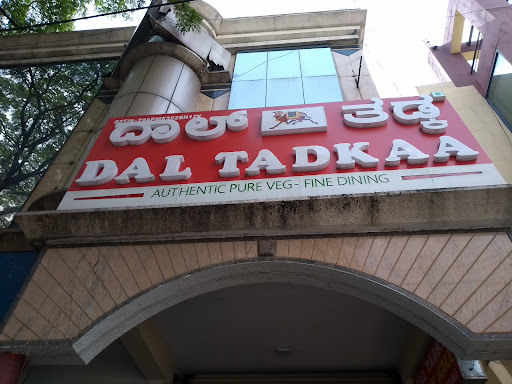 ದಾಲ್ ತಡ್ಕ
DAL TADKAA
AUTHENTIC PURE VEG - FINE DINING